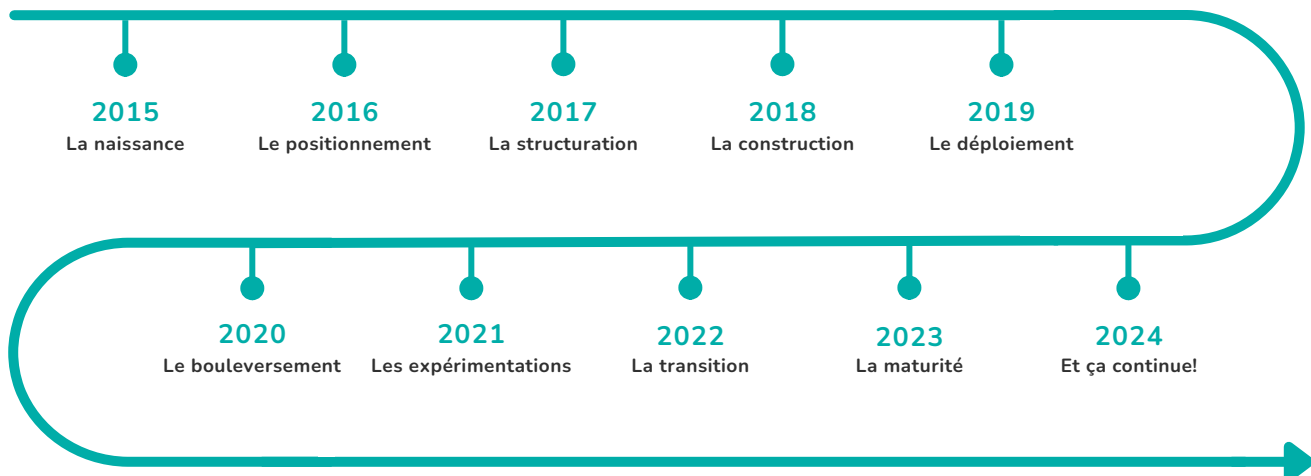 2015
La naissance
2016
Le positionnement
2017
La structuration
2018
La construction
2019
Le déploiement
2020
Le bouleversement
2021
Les expérimentations
2022
La transition
2023
La maturité
2024
Et ça continue!